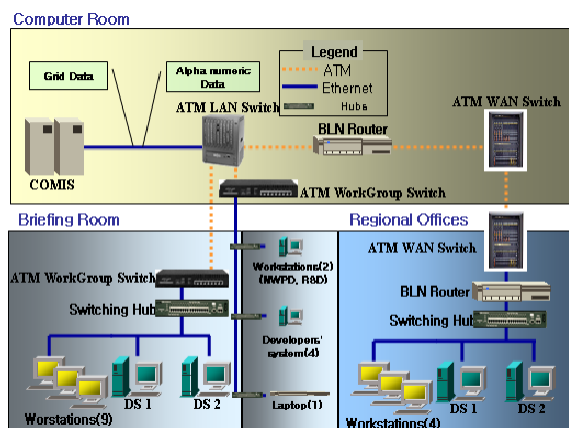 Computer Room
Grid Data
Alpha numeric
Data
Legend
ATM
Ethernet
Hubs
ATM LAN Switch
BLN Router
ATM WAN Switch
COMIS
ATM WorkGroup Switch
Briefing Room
Regional Offices
ATM WAN Switch
ATM WorkGroup Switch
Workstations(2)
(NWPD, R&D)
BLN Router
Switching Hub
Switching Hub
Developers'
system(4)
DS 1
DS 2
Laptop(1)
DS 1
DS 2
Worstations(9)
Workstations(4)